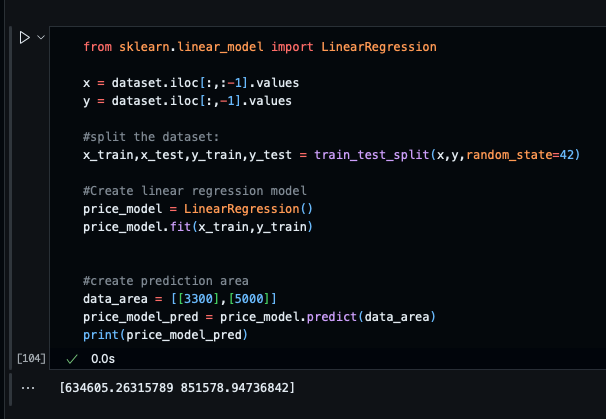 from sklearn.linear_model import LinearRegression
x = dataset.iloc[:,:-1].values
y = dataset.iloc[:,-1].values
#split the dataset:
x_train,x_test,y_train,y_test = train_test_split(x,y,random_state=42)
#Create linear regression model
price_model = LinearRegression()
price_model.fit(x_train,y_train)
#create prediction area
data_area = [[3300],[5000]]
price_model_pred = price_model.predict(data_area)
print(price_model_pred)
[104] ✓ 0.0s
... [634605.26315789 851578.94736842]